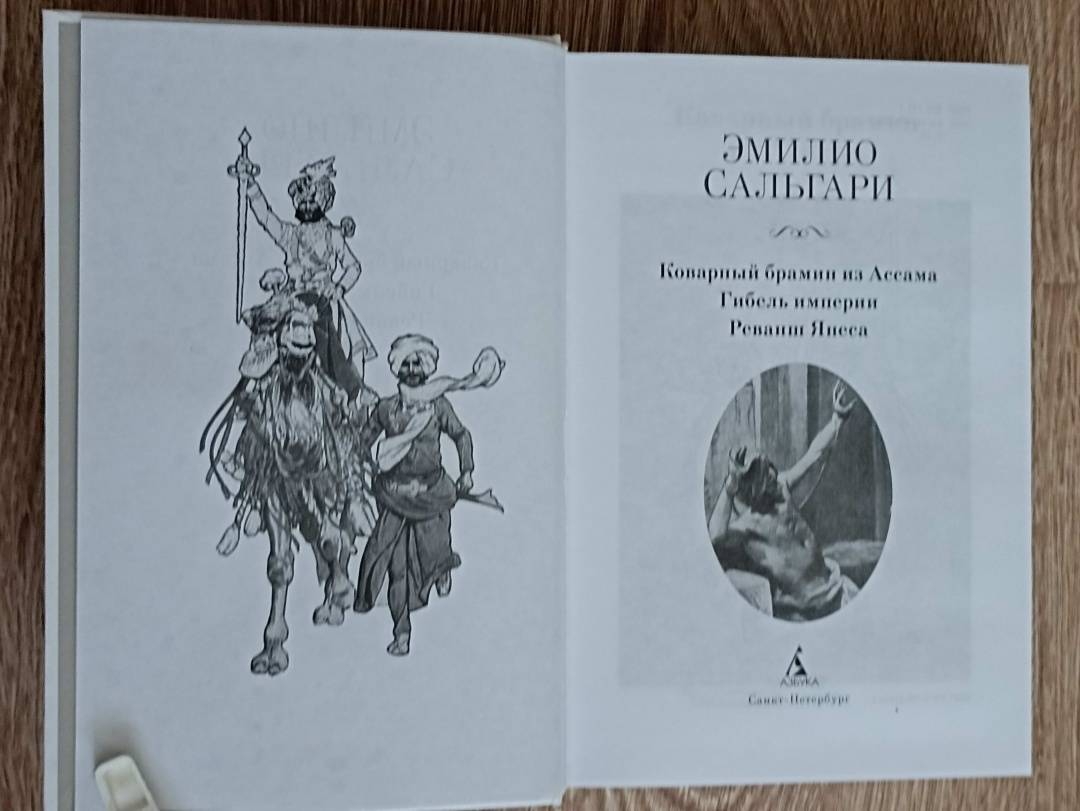 ЭМИЛИО
САЛЬГАРИ
Коварный брамин из Ассама
Гибель империи
Реванш Янеса
АЗБУКА
Санкт-Петербург